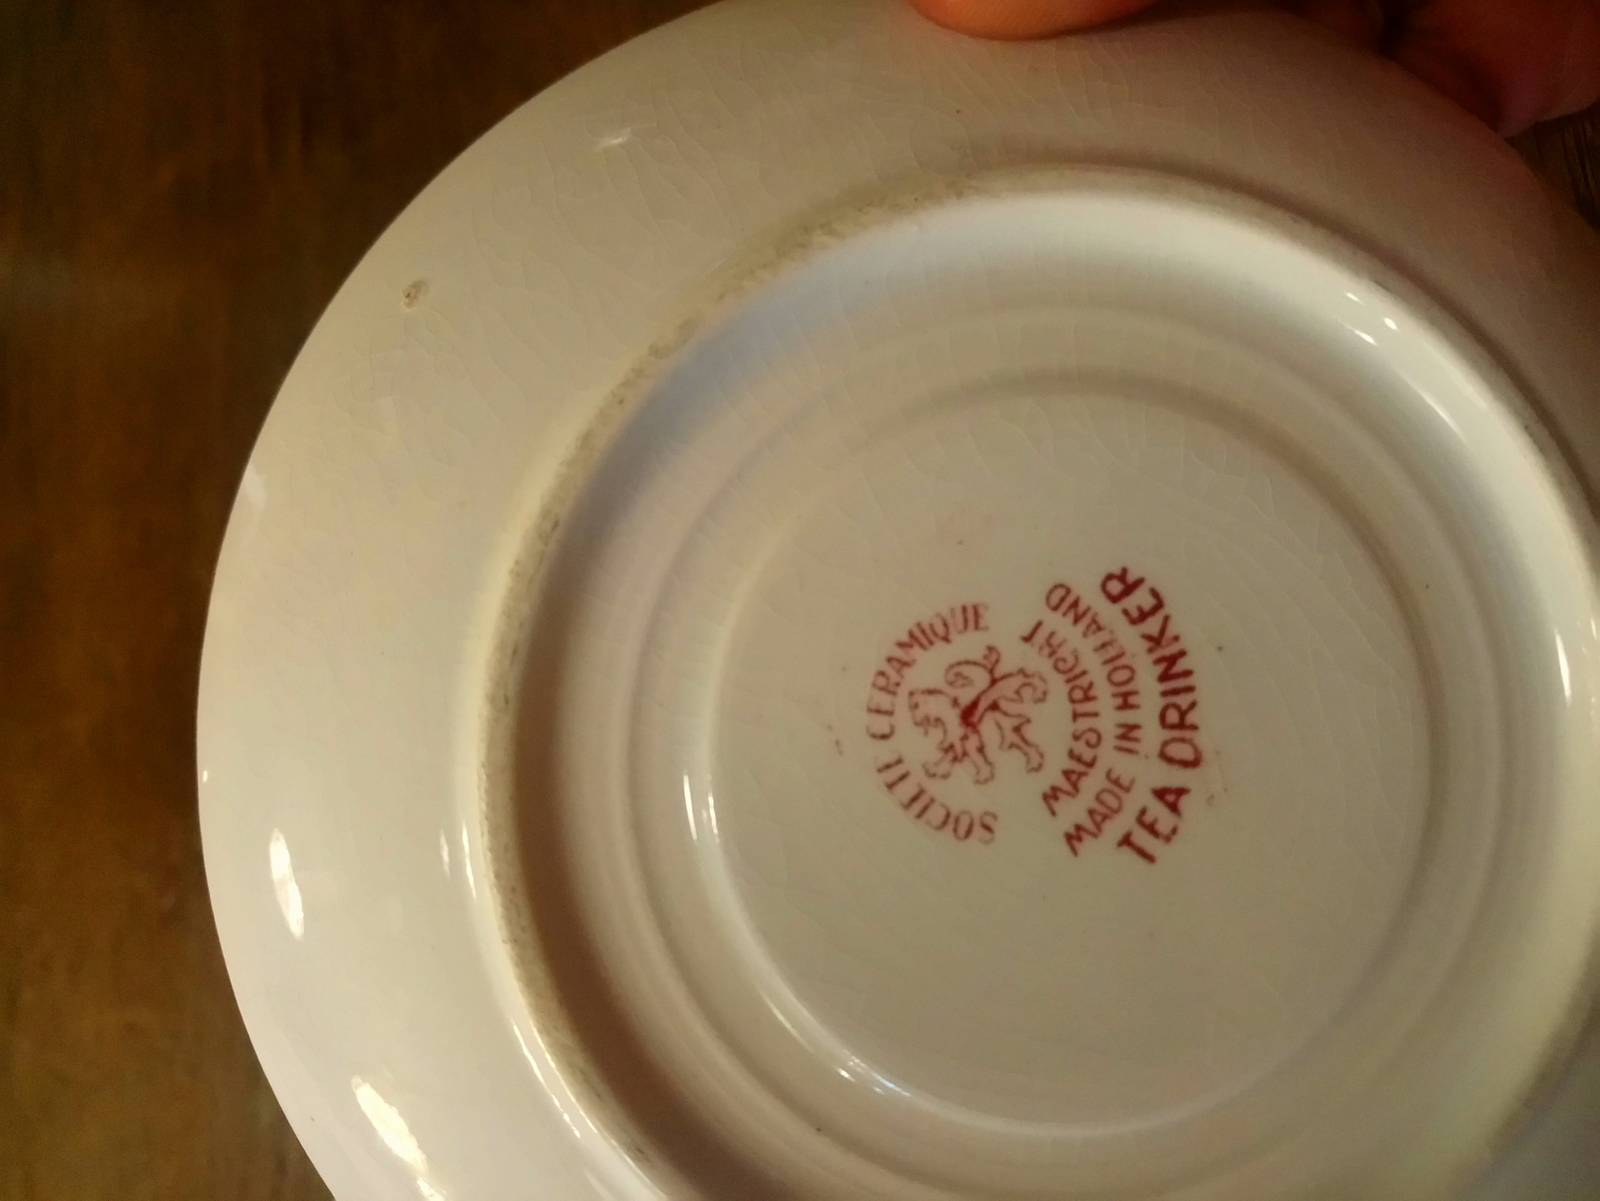 SOCIETE CERAMIQUE
MAESTRICHT
MADE IN HOLLAND
TEA DRINKER